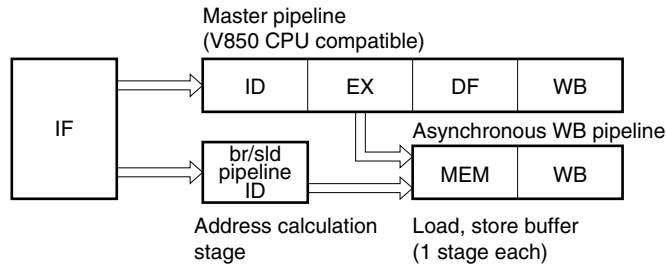 Master pipeline
(V850 CPU compatible)
IF
ID
EX
DF
WB
Asynchronous WB pipeline
br/sld
pipeline
ID
MEM
WB
Address calculation
stage
Load, store buffer
(1 stage each)